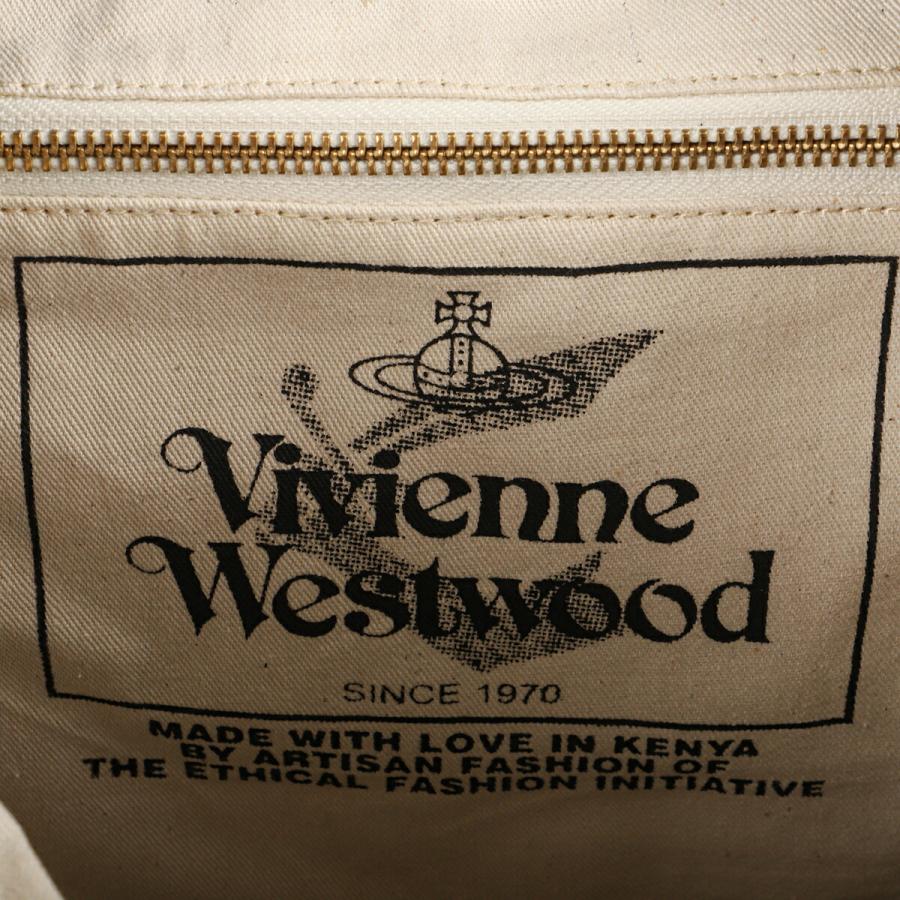 Vivienne
Westwood
SINCE 1970
MADE WITH LOVE IN KENYA
BY ARTISAN FASHION OF
THE ETHICAL FASHION INITIATIVE